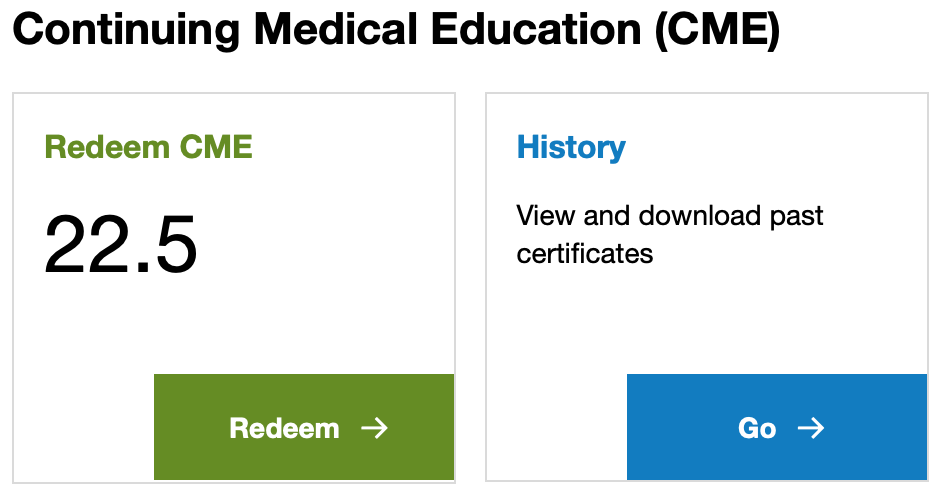 Continuing Medical Education (CME)
Redeem CME
22.5
Redeem →
History
View and download past
certificates
Go →